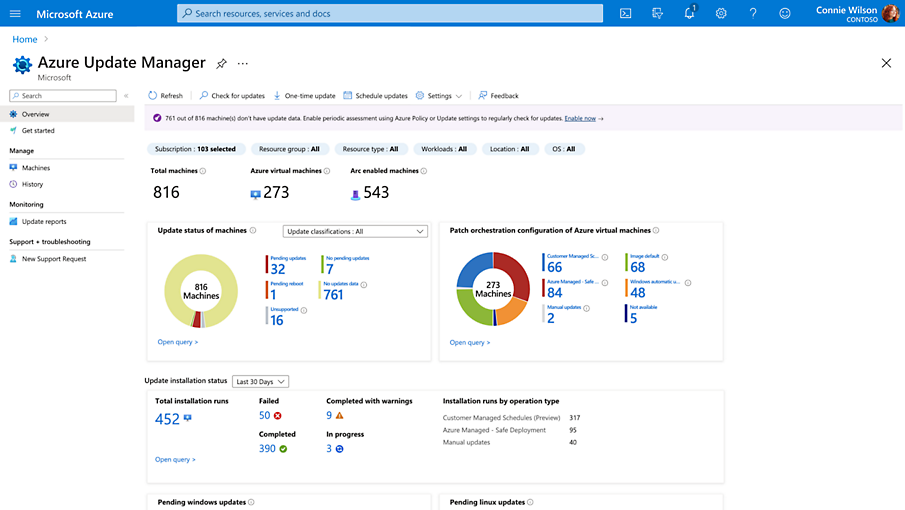 Microsoft Azure
Search resources, services and docs
1
Connie Wilson
CONTOSO
Home >
Azure Update Manager
Microsoft
Search
Overview
Get started
Manage
Machines
History
Monitoring
Update reports
Support + troubleshooting
New Support Request
Refresh
Check for updates
One-time update
Schedule updates
Settings
Feedback
761 out of 816 machine(s) don't have update data. Enable periodic assessment using Azure Policy or Update settings to regularly check for updates. Enable now →
Subscription : 103 selected
Resource group : All
Resource type : All
Workloads : All
Location : All
OS : All
Total machines
816
Azure virtual machines
273
Arc enabled machines
543
Update status of machines
Update classifications : All
816
Machines
Pending updates
32
No pending updates
7
Pending reboot
1
No updates data
761
Unsupported
16
Open query >
Patch orchestration configuration of Azure virtual machines
273
Machines
Customer Managed Sc...
66
Image default
68
Azure Managed - Safe ...
84
Windows automatic u...
48
Manual updates
2
Not available
5
Open query >
Update installation status
Last 30 Days
Total installation runs
452
Failed
50
Completed with warnings
9
Completed
390
In progress
3
Open query >
Installation runs by operation type
Customer Managed Schedules (Preview) 317
Azure Managed - Safe Deployment 95
Manual updates 40
Pending windows updates
Pending linux updates